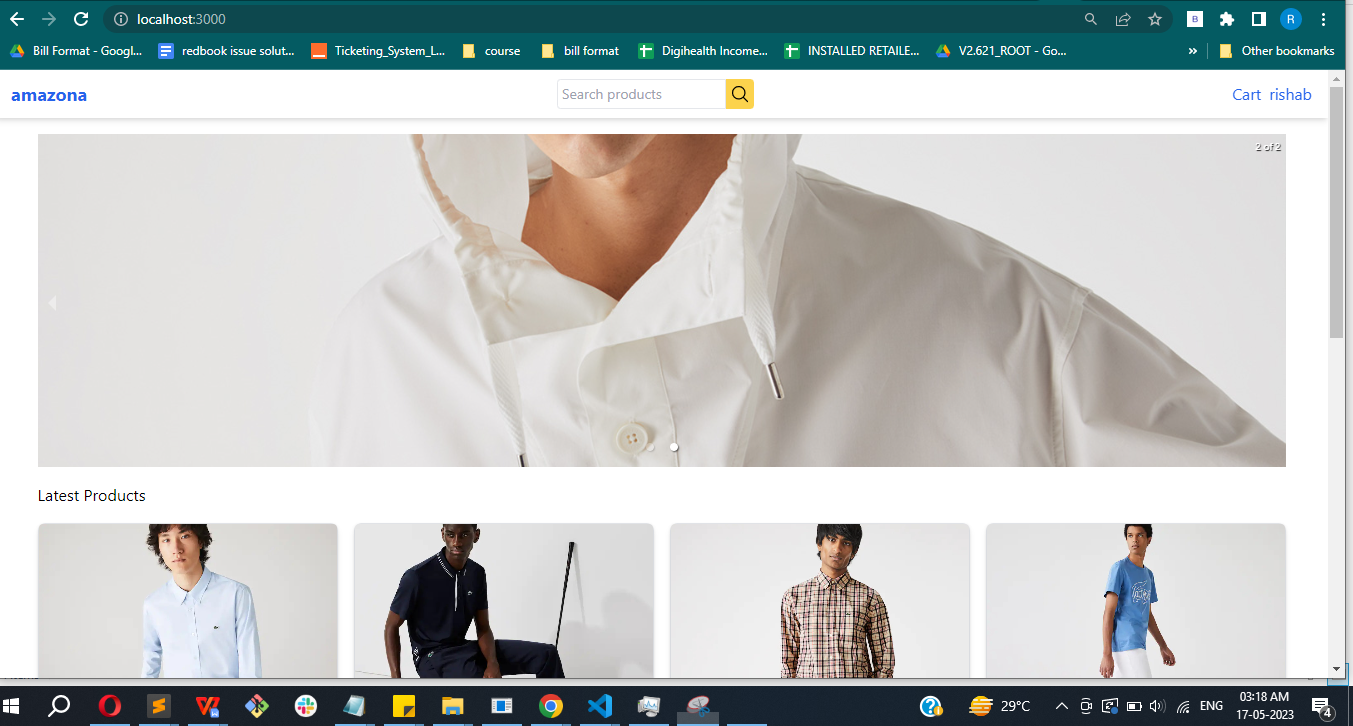 localhost:3000
B
R
Bill Format - Googl...
redbook issue solut...
Ticketing_System_L...
course
bill format
Digihealth Income...
INSTALLED RETAILE...
V2.621_ROOT - Go...
»
Other bookmarks
amazona
Search products
Cart rishab
2 of 2
Latest Products
29°C
ENG
03:18 AM
17-05-2023
4